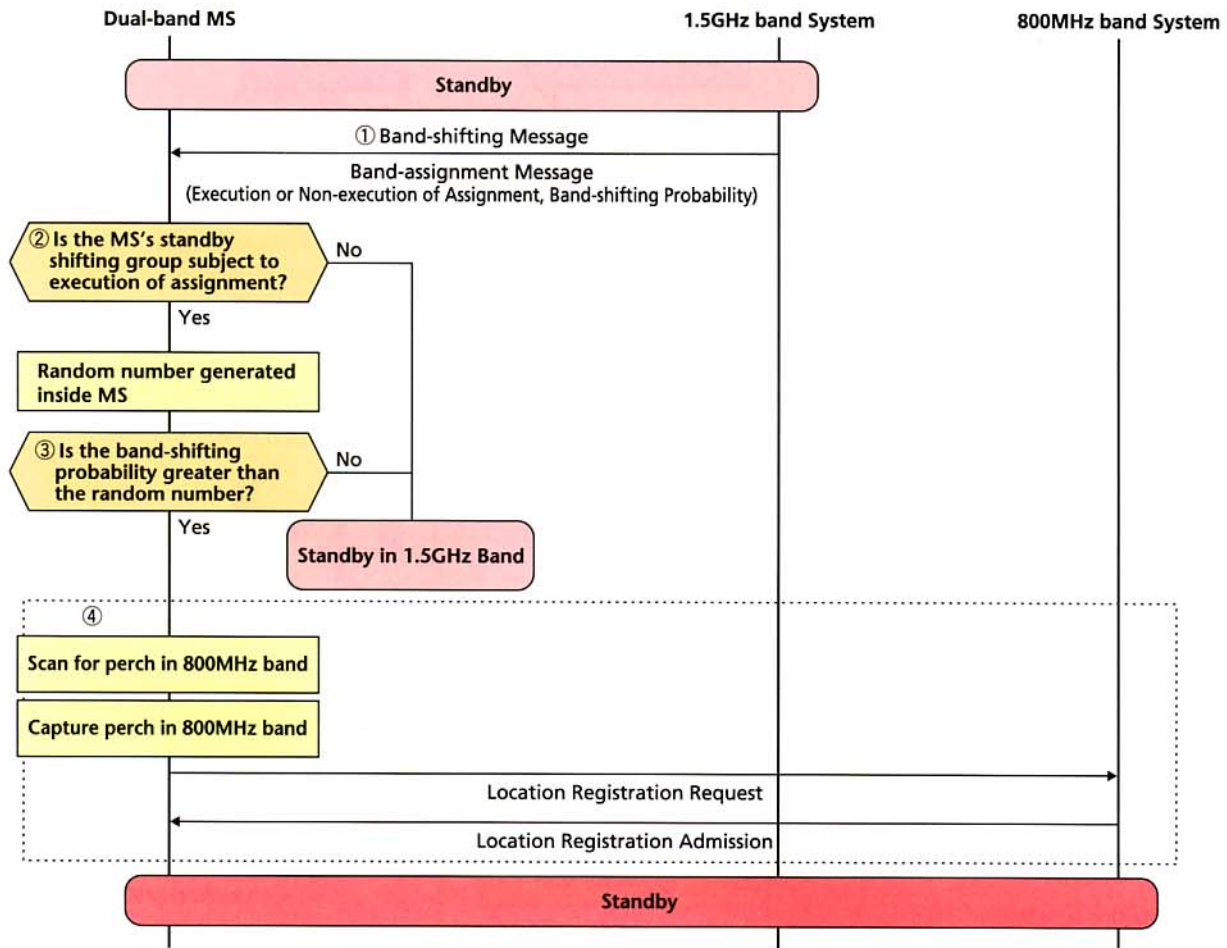 Dual-band MS
1.5GHz band System
800MHz band System
Standby
① Band-shifting Message
Band-assignment Message
(Execution or Non-execution of Assignment, Band-shifting Probability)
② Is the MS's standby
shifting group subject to
execution of assignment?
No
Yes
Random number generated
inside MS
③ Is the band-shifting
probability greater than
the random number?
No
Yes
Standby in 1.5GHz Band
④
Scan for perch in 800MHz band
Capture perch in 800MHz band
Location Registration Request
Location Registration Admission
Standby